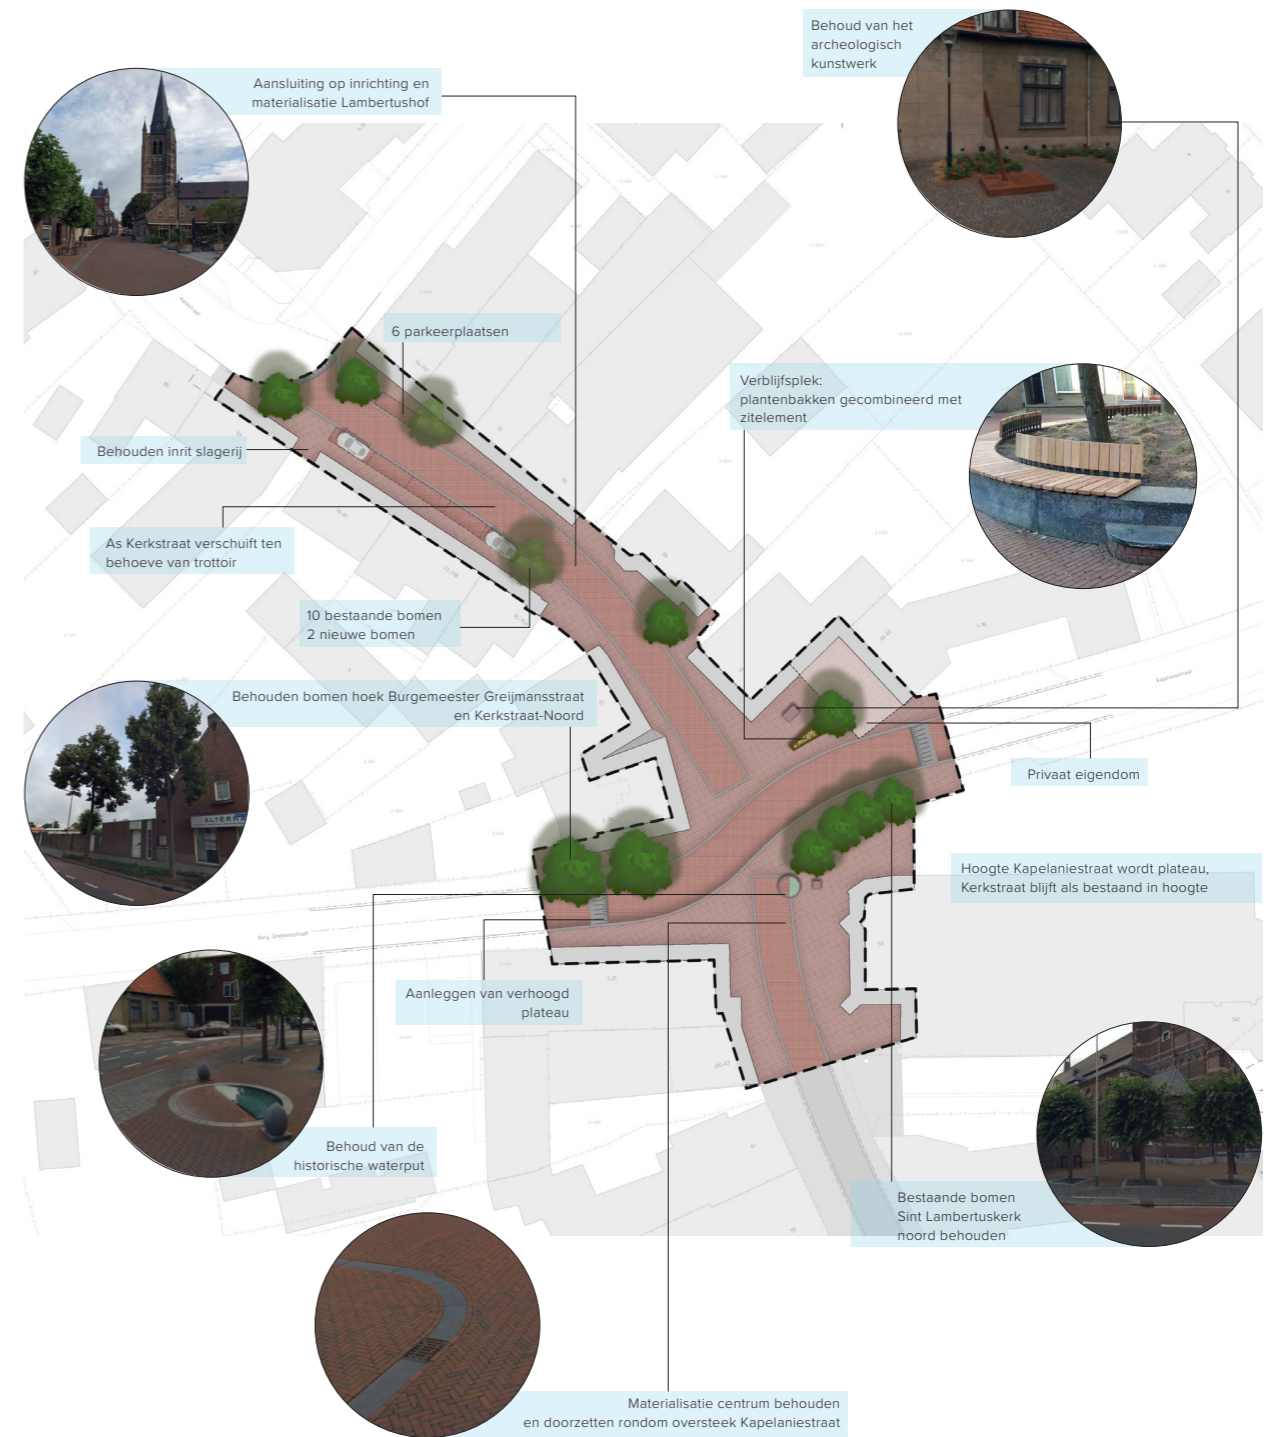 Behoud van het
archeologisch
kunstwerk
Aansluiting op inrichting en
materialisatie Lambertushof
6 parkeerplaatsen
Verblijfsplek:
plantenbakken gecombineerd met
zitelement
Behouden inrit slagerij
As Kerkstraat verschuift ten
behoeve van trottoir
10 bestaande bomen
2 nieuwe bomen
Behouden bomen hoek Burgemeester Greijmansstraat
en Kerkstraat-Noord
Kapelaniestraat
Privaat eigendom
Hoogte Kapelaniestraat wordt plateau,
Kerkstraat blijft als bestaand in hoogte
Burg. Greijmansstraat
Aanleggen van verhoogd
plateau
Behoud van de
historische waterput
Bestaande bomen
Sint Lambertuskerk
noord behouden
Materialisatie centrum behouden
en doorzetten rondom oversteek Kapelaniestraat